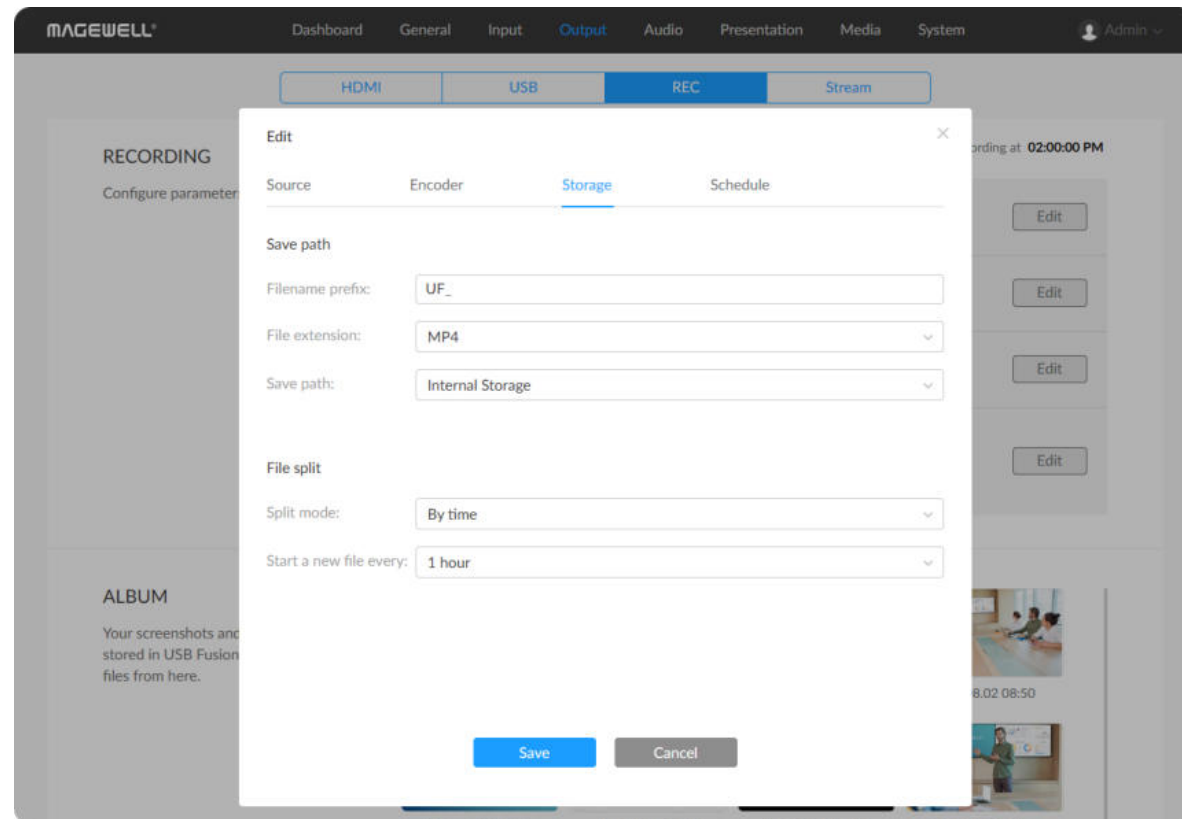 MAGEWELL®
Dashboard General Input Output Audio Presentation Media System Admin
HDMI USB REC Stream
RECORDING
Configure parameter
ording at 02:00:00 PM
Edit
Edit
Edit
Edit
Edit
Source Encoder Storage Schedule
Save path
Filename prefix: UF_
File extension: MP4
Save path: Internal Storage
File split
Split mode: By time
Start a new file every: 1 hour
Save Cancel
ALBUM
Your screenshots and
stored in USB Fusion
files from here.
8.02 08:50